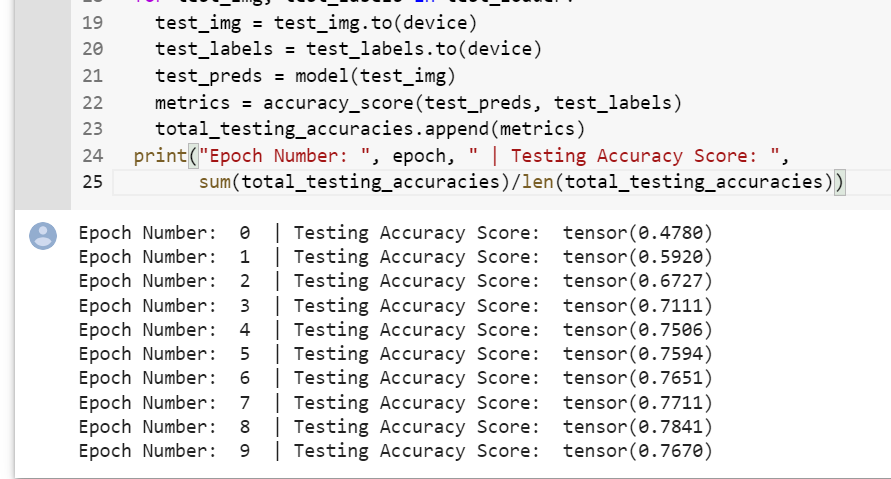 for test_img, test_labels in test_loader:
19 test_img = test_img.to(device)
20 test_labels = test_labels.to(device)
21 test_preds = model(test_img)
22 metrics = accuracy_score(test_preds, test_labels)
23 total_testing_accuracies.append(metrics)
24 print("Epoch Number: ", epoch, " | Testing Accuracy Score: ",
25 sum(total_testing_accuracies)/len(total_testing_accuracies))
Epoch Number:  0  | Testing Accuracy Score:  tensor(0.4780)
Epoch Number:  1  | Testing Accuracy Score:  tensor(0.5920)
Epoch Number:  2  | Testing Accuracy Score:  tensor(0.6727)
Epoch Number:  3  | Testing Accuracy Score:  tensor(0.7111)
Epoch Number:  4  | Testing Accuracy Score:  tensor(0.7506)
Epoch Number:  5  | Testing Accuracy Score:  tensor(0.7594)
Epoch Number:  6  | Testing Accuracy Score:  tensor(0.7651)
Epoch Number:  7  | Testing Accuracy Score:  tensor(0.7711)
Epoch Number:  8  | Testing Accuracy Score:  tensor(0.7841)
Epoch Number:  9  | Testing Accuracy Score:  tensor(0.7670)